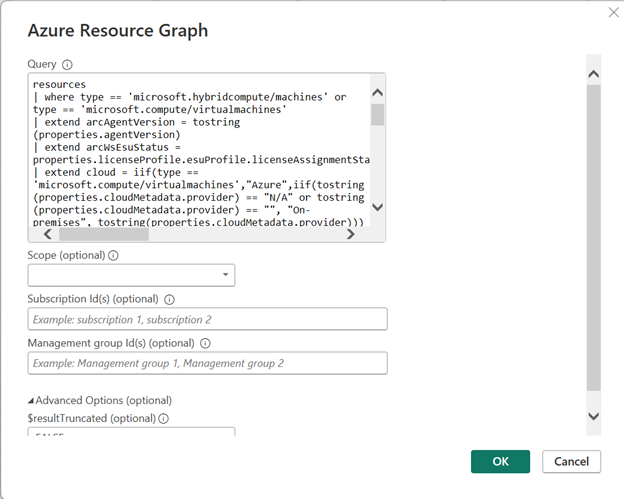 Azure Resource Graph
Query
resources
| where type == 'microsoft.hybridcompute/machines' or
type == 'microsoft.compute/virtualmachines'
| extend arcAgentVersion = tostring
(properties.agentVersion)
| extend arcWsEsuStatus =
properties.licenseProfile.esuProfile.licenseAssignmentSta
| extend cloud = iif(type ==
'microsoft.compute/virtualmachines',"Azure",iif(tostring
(properties.cloudMetadata.provider) == "N/A" or tostring
(properties.cloudMetadata.provider) == "", "On-
premises", tostring(properties.cloudMetadata.provider)))
Scope (optional)
Subscription Id(s) (optional)
Example: subscription 1, subscription 2
Management group Id(s) (optional)
Example: Management group 1, Management group 2
Advanced Options (optional)
$resultTruncated (optional)
OK
Cancel